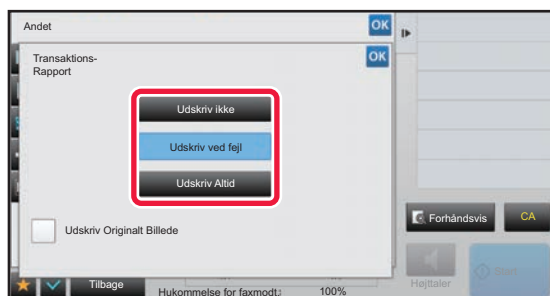 Andet
OK
Transaktions-
Rapport
OK
Udskriv ikke
Udskriv ved fejl
Udskriv Altid
Udskriv Originalt Billede
Forhåndsvis
CA
Tilbage
Hukommelse for faxmodt.:
100%
Højttaler
Start